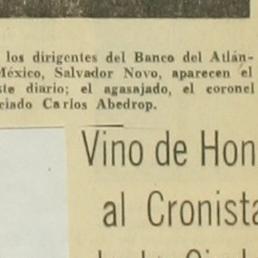 los dirigentes del Banco del Atlán-
México, Salvador Novo, aparecen el
ste diario; el agasajado, el coronel
ciado Carlos Abedrop.
Vino de Hon
al Cronista